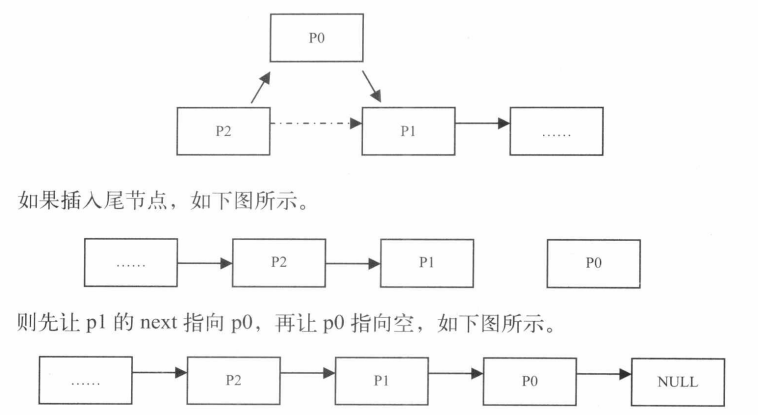 P0
P2 P1 ……
如果插入尾节点，如下图所示。
…… P2 P1 P0
则先让 p1 的 next 指向 p0，再让 p0 指向空，如下图所示。
…… P2 P1 P0 NULL